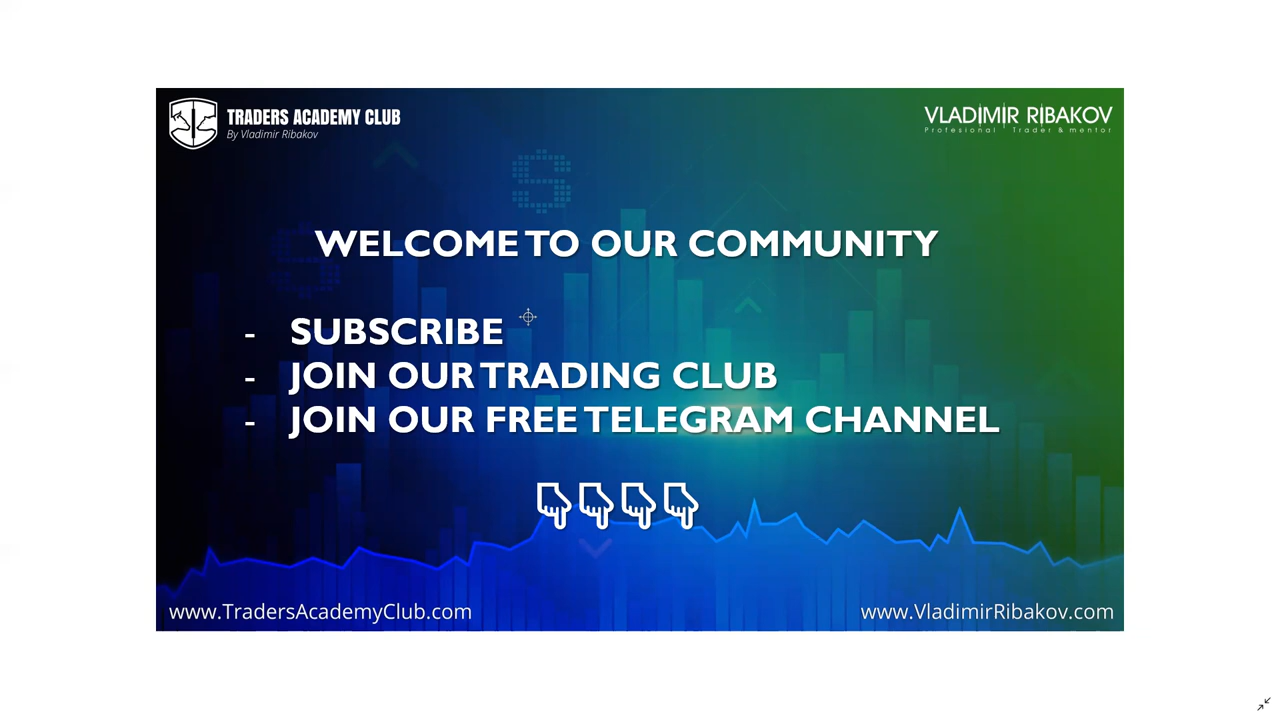 TRADERS ACADEMY CLUB
By Vladimir Ribakov
VLADIMIR RIBAKOV
Profesional Trader & mentor
WELCOME TO OUR COMMUNITY
- SUBSCRIBE
- JOIN OUR TRADING CLUB
- JOIN OUR FREE TELEGRAM CHANNEL
www.TradersAcademyClub.com
www.VladimirRibakov.com